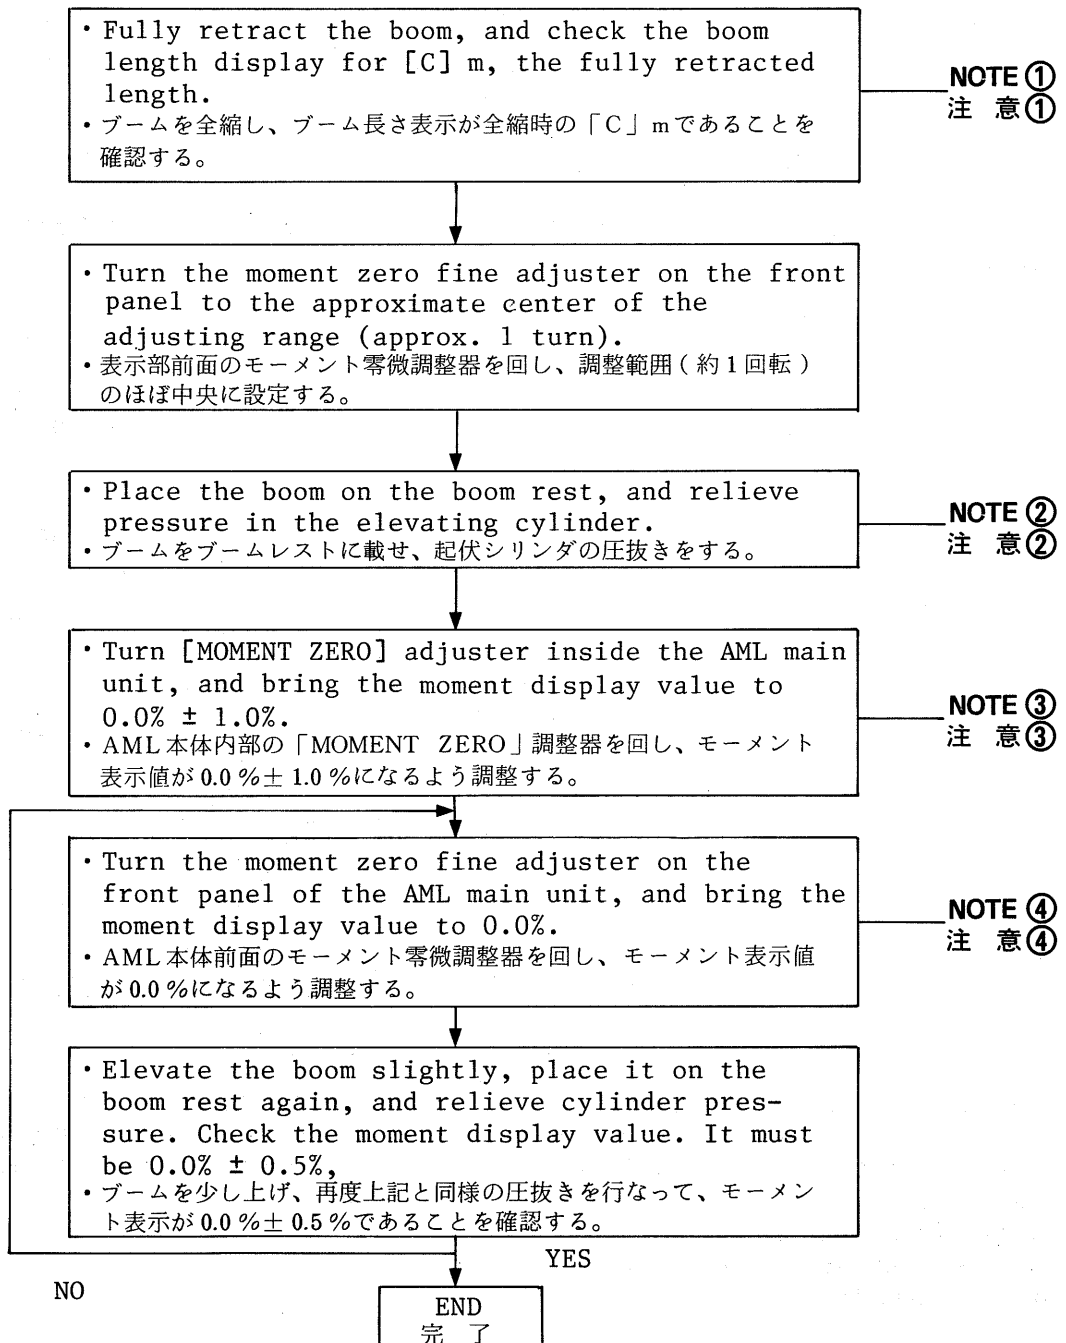 ・Fully retract the boom, and check the boom
length display for [C] m, the fully retracted
length.
・ブームを全縮し、ブーム長さ表示が全縮時の「C」mであることを
確認する。
NOTE ①
注 意①
・Turn the moment zero fine adjuster on the front
panel to the approximate center of the
adjusting range (approx. 1 turn).
・表示部前面のモーメント零微調整器を回し、調整範囲(約1回転)
のほぼ中央に設定する。
・Place the boom on the boom rest, and relieve
pressure in the elevating cylinder.
・ブームをブームレストに載せ、起伏シリンダの圧抜きをする。
NOTE ②
注 意②
・Turn [MOMENT ZERO] adjuster inside the AML main
unit, and bring the moment display value to
0.0% ± 1.0%.
・AML本体内部の「MOMENT ZERO」調整器を回し、モーメント
表示値が0.0%±1.0%になるよう調整する。
NOTE ③
注 意③
・Turn the moment zero fine adjuster on the
front panel of the AML main unit, and bring the
moment display value to 0.0%.
・AML本体前面のモーメント零微調整器を回し、モーメント表示値
が0.0%になるよう調整する。
NOTE ④
注 意④
・Elevate the boom slightly, place it on the
boom rest again, and relieve cylinder pres-
sure. Check the moment display value. It must
be 0.0% ± 0.5%,
・ブームを少し上げ、再度上記と同様の圧抜きを行なって、モーメン
ト表示が0.0%±0.5%であることを確認する。
YES
NO
END
完 了